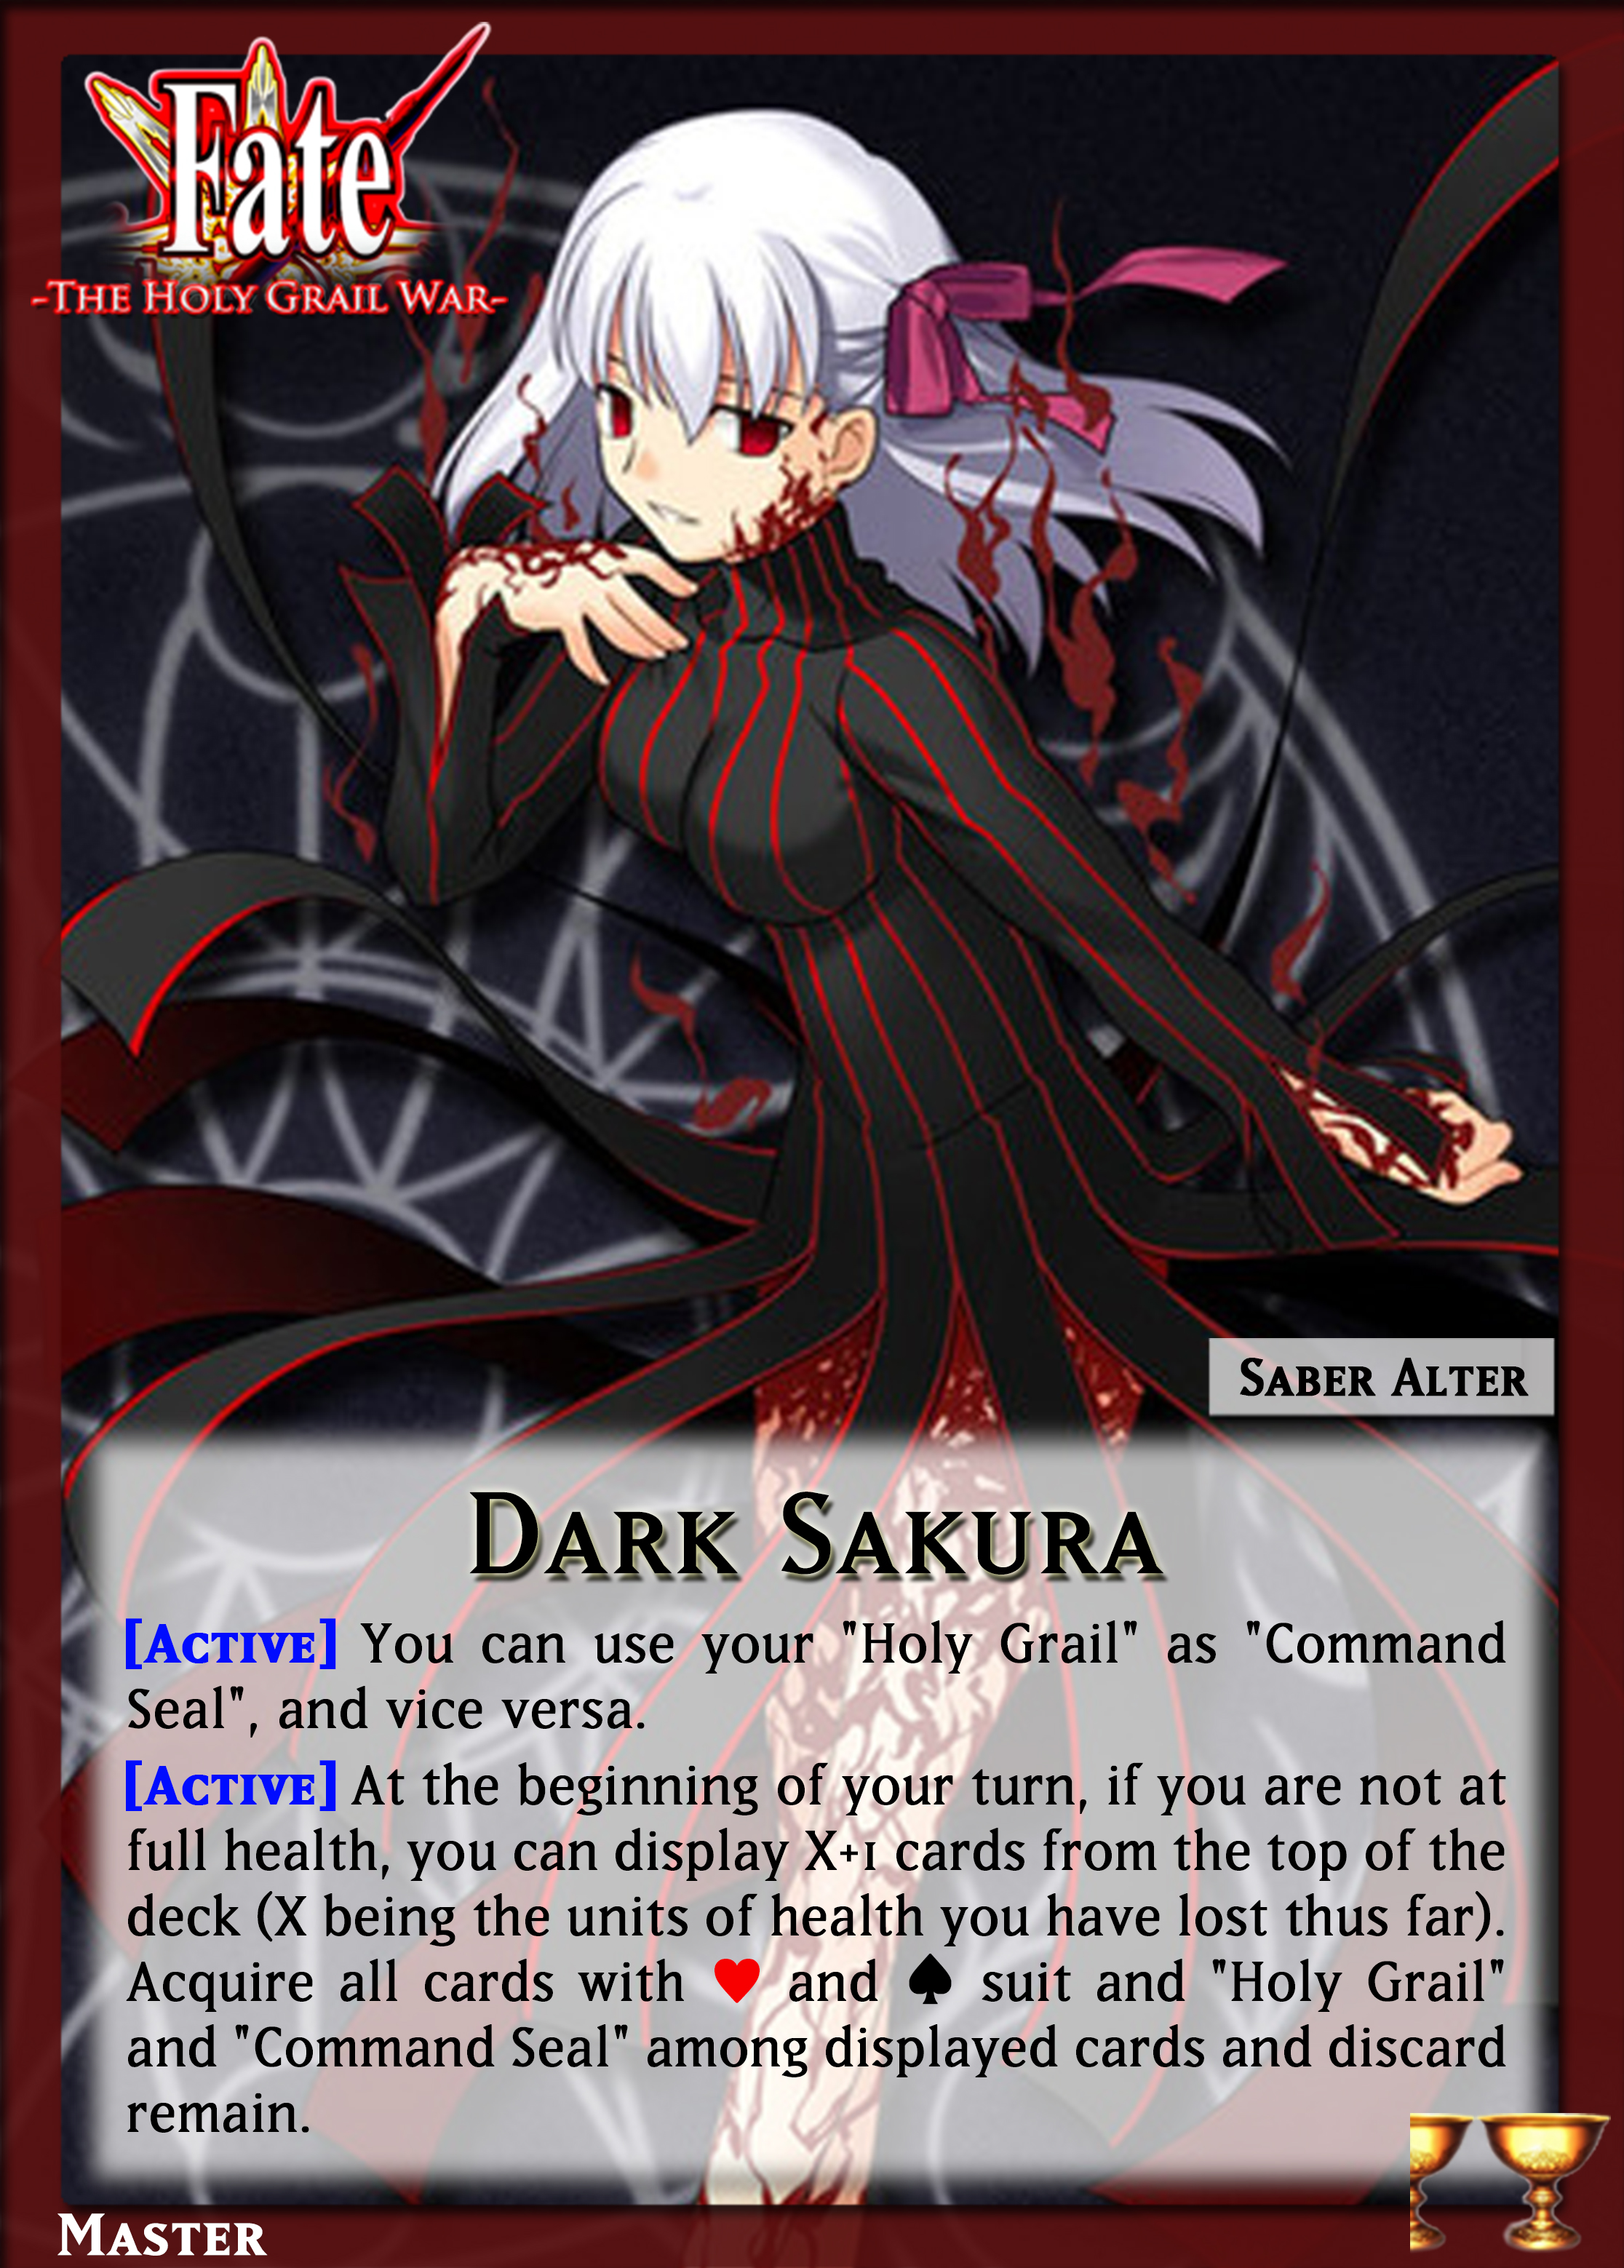 Fate
-The Holy Grail War-
Saber Alter
Dark Sakura
[Active] You can use your "Holy Grail" as "Command
Seal", and vice versa.
[Active] At the beginning of your turn, if you are not at
full health, you can display X+1 cards from the top of the
deck (X being the units of health you have lost thus far).
Acquire all cards with ♥ and ♠ suit and "Holy Grail"
and "Command Seal" among displayed cards and discard
remain.
Master